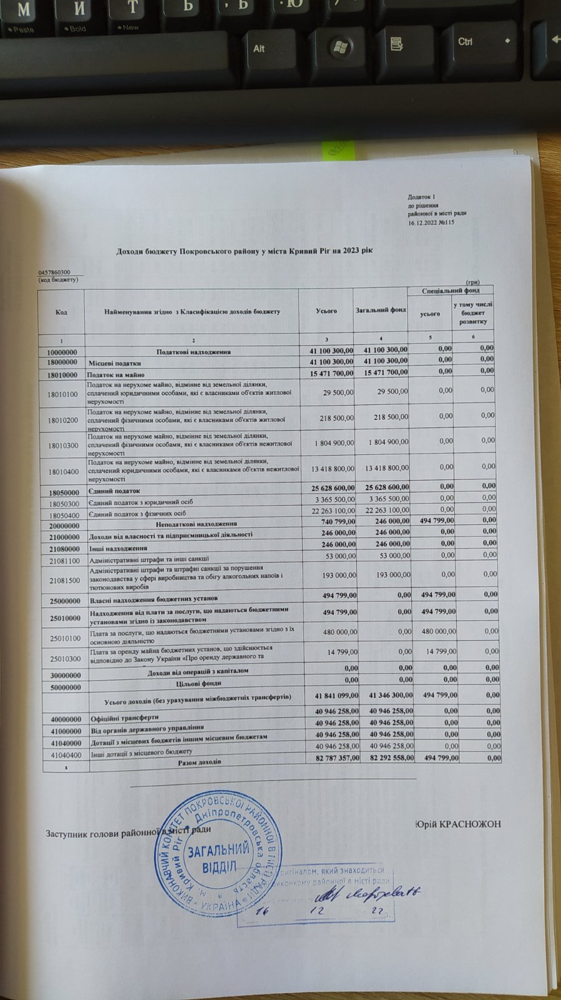 М И Т Ь Б Ю
Paste Bold New Alt Ctrl
Додаток 1
до рішення
районної в місті ради
16.12.2022 №115
Доходи бюджету Покровського району у міста Кривий Ріг на 2023 рік
0457860300
(код бюджету)
(грн)
Код Найменування згідно з Класифікацією доходів бюджету Усього Загальний фонд Спеціальний фонд
усього у тому числі бюджет розвитку
1 2 3 4 5 6
10000000 Податкові надходження 41 100 300,00 41 100 300,00 0,00 0,00
18000000 Місцеві податки 41 100 300,00 41 100 300,00 0,00 0,00
18010000 Податок на майно 15 471 700,00 15 471 700,00 0,00 0,00
Податок на нерухоме майно, відмінне від земельної ділянки,
18010100 сплачений юридичними особами, які є власниками об'єктів житлової 29 500,00 29 500,00 0,00 0,00
нерухомості
Податок на нерухоме майно, відмінне від земельної ділянки,
18010200 сплачений фізичними особами, які є власниками об'єктів житлової 218 500,00 218 500,00 0,00 0,00
нерухомості
Податок на нерухоме майно, відмінне від земельної ділянки,
18010300 сплачений фізичними особами, які є власниками об'єктів нежитлової 1 804 900,00 1 804 900,00 0,00 0,00
нерухомості
Податок на нерухоме майно, відмінне від земельної ділянки,
18010400 сплачений юридичними особами, які є власниками об'єктів нежитлової 13 418 800,00 13 418 800,00 0,00 0,00
нерухомості
18050000 Єдиний податок 25 628 600,00 25 628 600,00 0,00 0,00
18050300 Єдиний податок з юридичний осіб 3 365 500,00 3 365 500,00 0,00 0,00
18050400 Єдиний податок з фізичних осіб 22 263 100,00 22 263 100,00 0,00 0,00
20000000 Неподаткові надходження 740 799,00 246 000,00 494 799,00 0,00
21000000 Доходи від власності та підприємницької діяльності 246 000,00 246 000,00 0,00 0,00
21080000 Інші надходження 246 000,00 246 000,00 0,00 0,00
21081100 Адміністративні штрафи та інші санкції 53 000,00 53 000,00 0,00 0,00
Адміністративні штрафи та штрафні санкції за порушення
21081500 законодавства у сфері виробництва та обігу алкогольних напоїв і 193 000,00 193 000,00 0,00 0,00
тютюнових виробів
25000000 Власні надходження бюджетних установ 494 799,00 0,00 494 799,00 0,00
25010000 Надходження від плати за послуги, що надаються бюджетними 494 799,00 0,00 494 799,00 0,00
установами згідно із законодавством
25010100 Плата за послуги, що надаються бюджетними установами згідно з їх 480 000,00 0,00 480 000,00 0,00
основною діяльністю
25010300 Плата за оренду майна бюджетних установ, що здійснюється 14 799,00 0,00 14 799,00 0,00
відповідно до Закону України «Про оренду державного та
30000000 Доходи від операцій з капіталом 0,00 0,00 0,00 0,00
50000000 Цільові фонди 0,00 0,00 0,00 0,00
Усього доходів (без урахування міжбюджетніх трансфертів) 41 841 099,00 41 346 300,00 494 799,00 0,00
40000000 Офіційні трансферти 40 946 258,00 40 946 258,00 0,00 0,00
41000000 Від органів державного управління 40 946 258,00 40 946 258,00 0,00 0,00
41040000 Дотації з місцевих бюджетів іншим місцевим бюджетам 40 946 258,00 40 946 258,00 0,00 0,00
41040400 Інші дотації з місцевого бюджету 40 946 258,00 40 946 258,00 0,00 0,00
х Разом доходів 82 787 357,00 82 292 558,00 494 799,00 0,00
Заступник голови районної в місті ради Юрій КРАСНОЖОН
ВИКОНАВЧИЙ КОМІТЕТ ПОКРОВСЬКОЇ РАЙОННОЇ В МІСТІ РАДИ * УКРАЇНА *
м. Кривий Ріг * Дніпропетровська область *
ЗАГАЛЬНИЙ
ВІДДІЛ
оригіналом, який знаходиться
виконкому районної в місті ради
16 12 22 р.